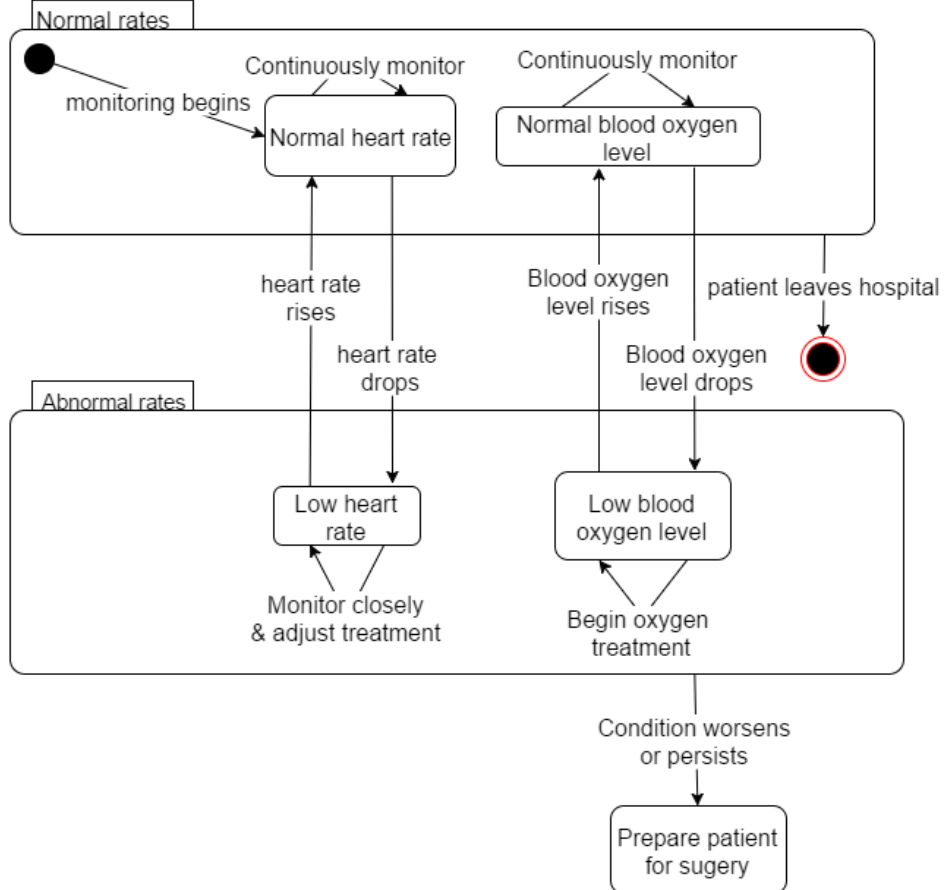 Normal rates
Continuously monitor
Continuously monitor
monitoring begins
Normal heart rate
Normal blood oxygen
level
heart rate
rises
Blood oxygen
level rises
patient leaves hospital
heart rate
drops
Blood oxygen
level drops
Abnormal rates
Low heart
rate
Low blood
oxygen level
Monitor closely
& adjust treatment
Begin oxygen
treatment
Condition worsens
or persists
Prepare patient
for sugery